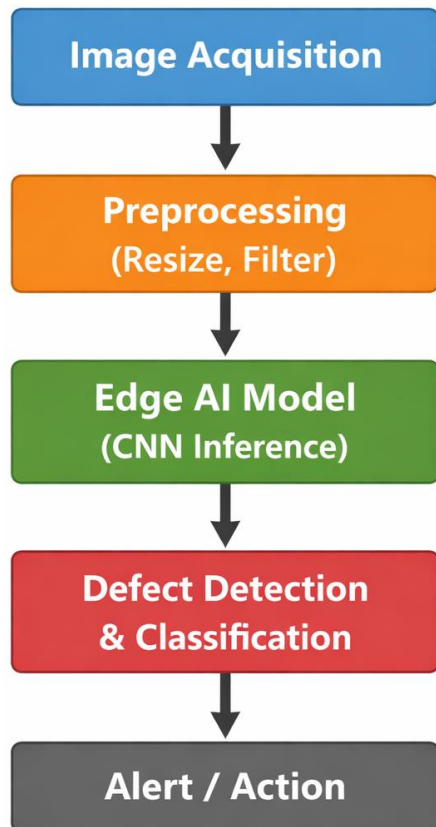 Image Acquisition
Preprocessing
(Resize, Filter)
Edge AI Model
(CNN Inference)
Defect Detection
& Classification
Alert / Action